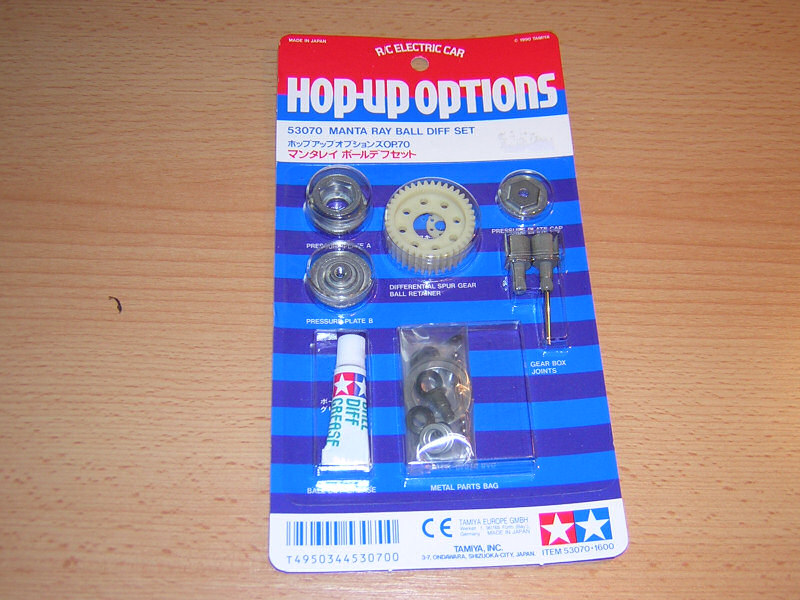 MADE IN JAPAN
© 1990 TAMIYA
R/C ELECTRIC CAR
HOP-UP OPTIONS
53070 MANTA RAY BALL DIFF SET
ホップアップオプションズOP.70
マンタレイ ボールデフセット
PRESSURE PLATE A
PRESSURE PLATE CAP
DIFFERENTIAL SPUR GEAR
BALL RETAINER
PRESSURE PLATE B
GEAR BOX
JOINTS
DIFF
GREASE
METAL PARTS BAG
T4950344530700
CE
TAMIYA EUROPE GMBH
Germany MADE IN JAPAN
TAMIYA, INC.
3-7, ONDAWARA, SHIZUOKA-CITY, JAPAN
ITEM 53070•1600